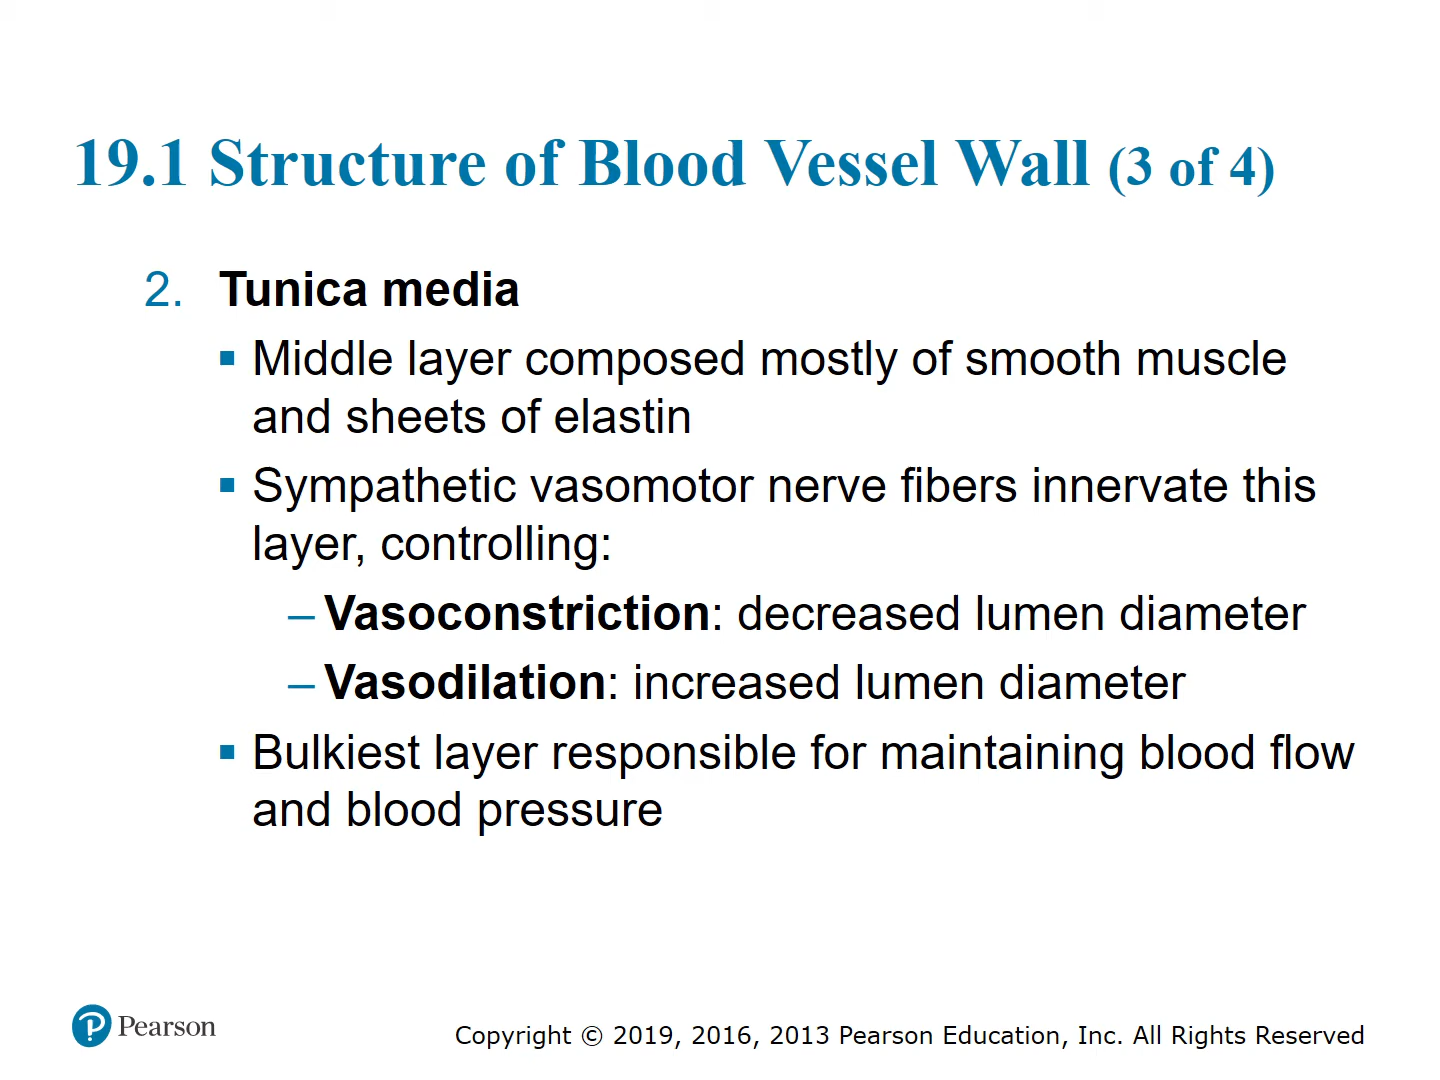 19.1 Structure of Blood Vessel Wall (3 of 4)
2. Tunica media
▪ Middle layer composed mostly of smooth muscle
and sheets of elastin
▪ Sympathetic vasomotor nerve fibers innervate this
layer, controlling:
– Vasoconstriction: decreased lumen diameter
– Vasodilation: increased lumen diameter
▪ Bulkiest layer responsible for maintaining blood flow
and blood pressure
Pearson
Copyright © 2019, 2016, 2013 Pearson Education, Inc. All Rights Reserved